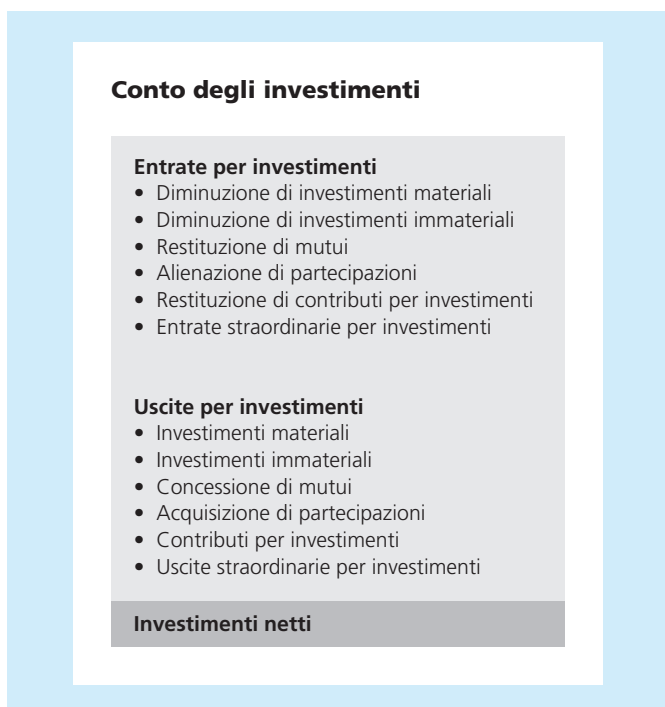 Conto degli investimenti
Entrate per investimenti
• Diminuzione di investimenti materiali
• Diminuzione di investimenti immateriali
• Restituzione di mutui
• Alienazione di partecipazioni
• Restituzione di contributi per investimenti
• Entrate straordinarie per investimenti
Uscite per investimenti
• Investimenti materiali
• Investimenti immateriali
• Concessione di mutui
• Acquisizione di partecipazioni
• Contributi per investimenti
• Uscite straordinarie per investimenti
Investimenti netti